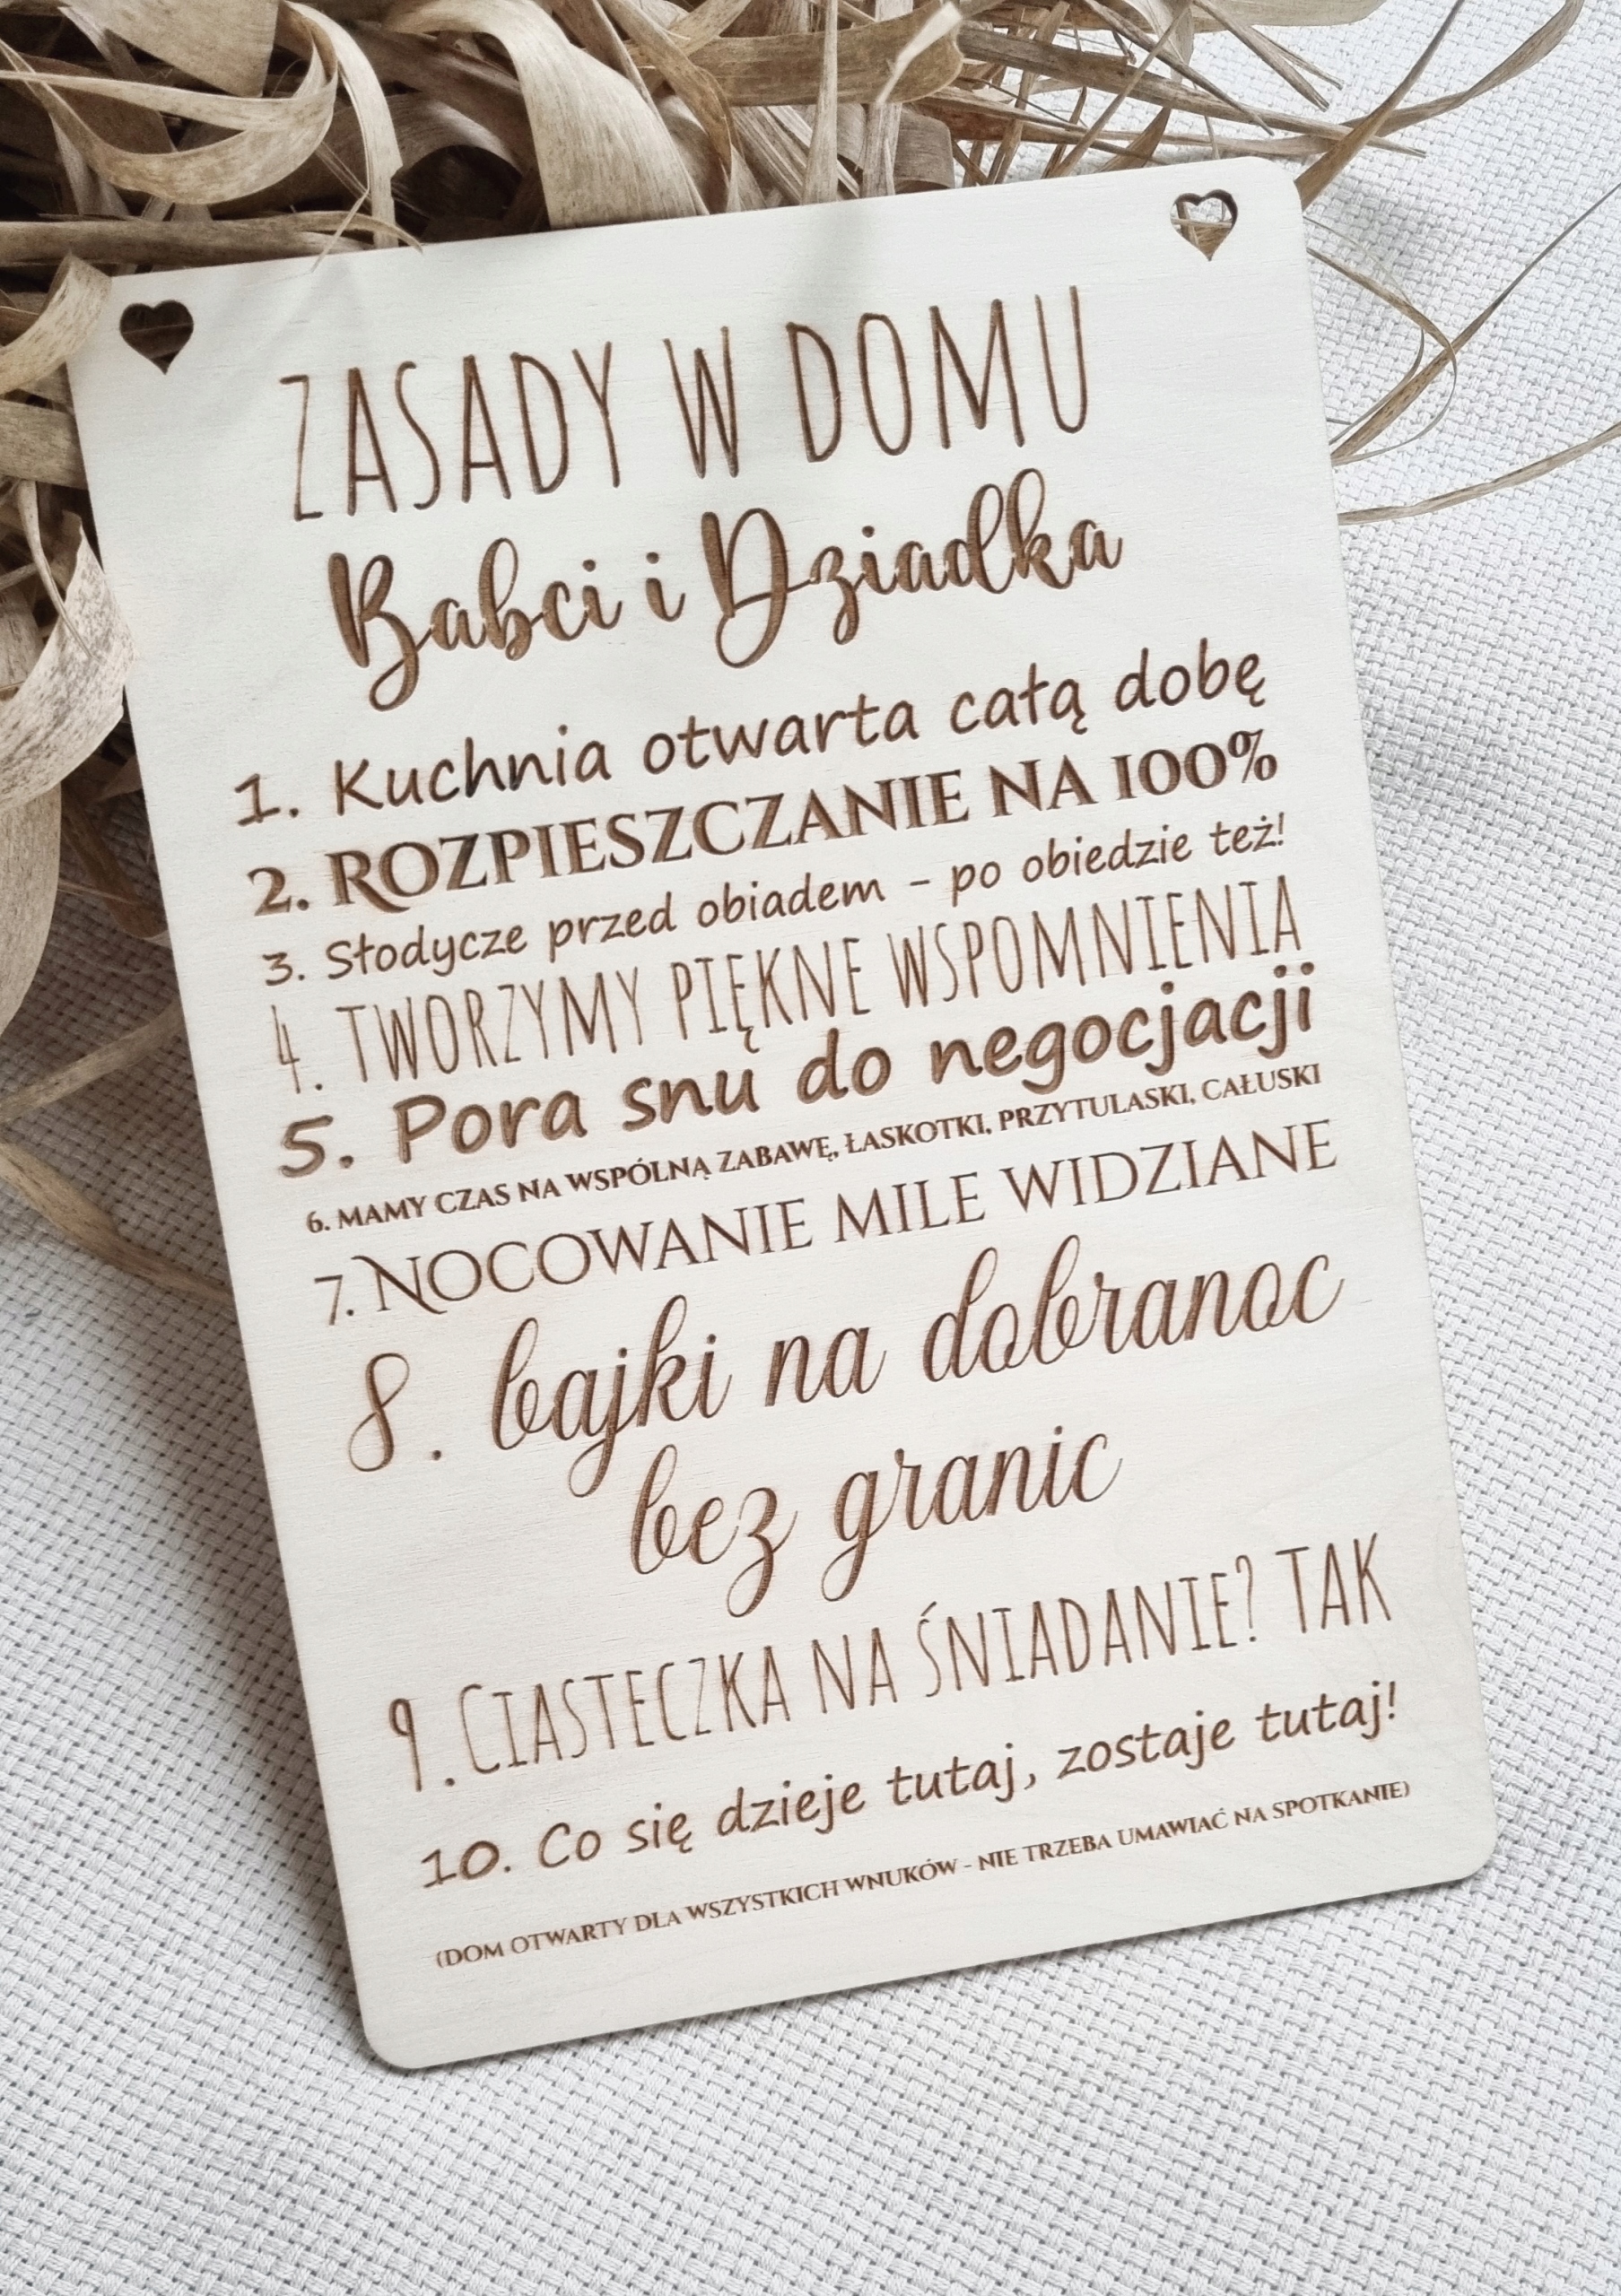 ZASADY W DOMU
Babci i Dziadka
1. Kuchnia otwarta całą dobę
2. ROZPIESZCZANIE NA 100%
3. Słodycze przed obiadem - po obiedzie też!
4. TWORZYMY PIĘKNE WSPOMNIENIA
5. Pora snu do negocjacji
6. MAMY CZAS NA WSPÓLNĄ ZABAWĘ, ŁASKOTKI, PRZYTULASKI, CAŁUSKI
7. NOCOWANIE MILE WIDZIANE
8. bajki na dobranoc
bez granic
9. CIASTECZKA NA ŚNIADANIE? TAK
10. Co się dzieje tutaj, zostaje tutaj!
(DOM OTWARTY DLA WSZYSTKICH WNUKÓW - NIE TRZEBA UMAWIAĆ NA SPOTKANIE)